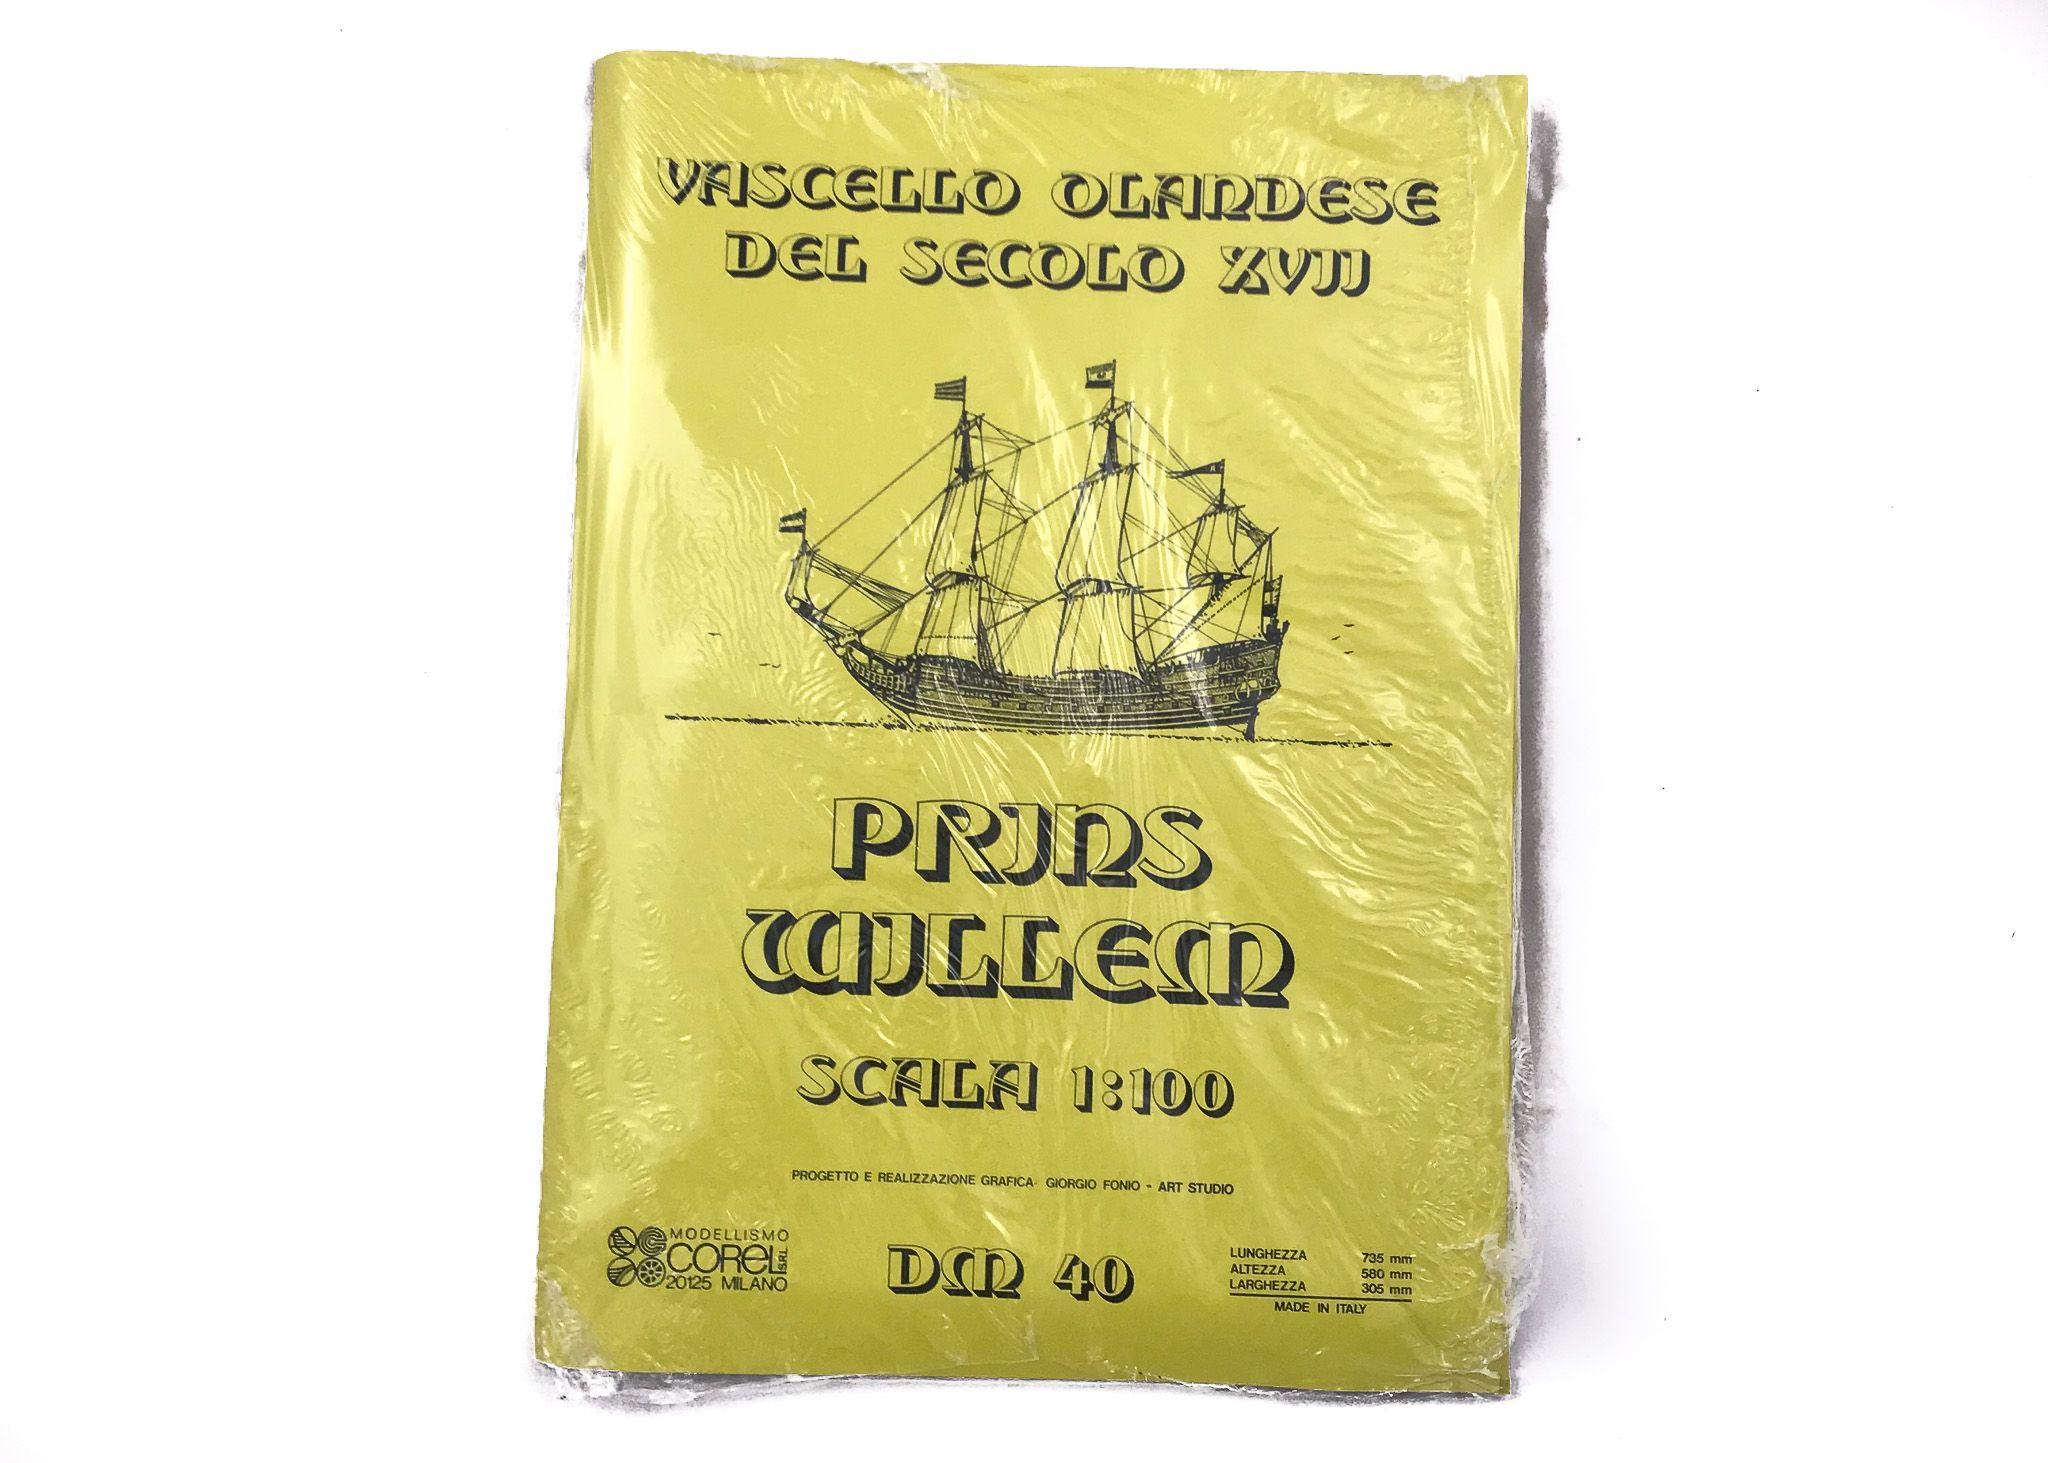 VASCELLO OLANDESE
DEL SECOLO XVII
PRINS
WILLEM
SCALA 1:100
PROGETTO E REALIZZAZIONE GRAFICA: GIORGIO FONIO - ART STUDIO
MODELLISMO
COREL S.R.L.
20125 MILANO
DM 40
LUNGHEZZA 735 mm
ALTEZZA 580 mm
LARGHEZZA 305 mm
MADE IN ITALY